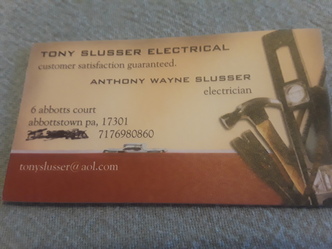 TONY SLUSSER ELECTRICAL
customer satisfaction guaranteed.
ANTHONY WAYNE SLUSSER
electrician
6 abbotts court
abbottstown pa, 17301
7176980860
tonyslusser@aol.com